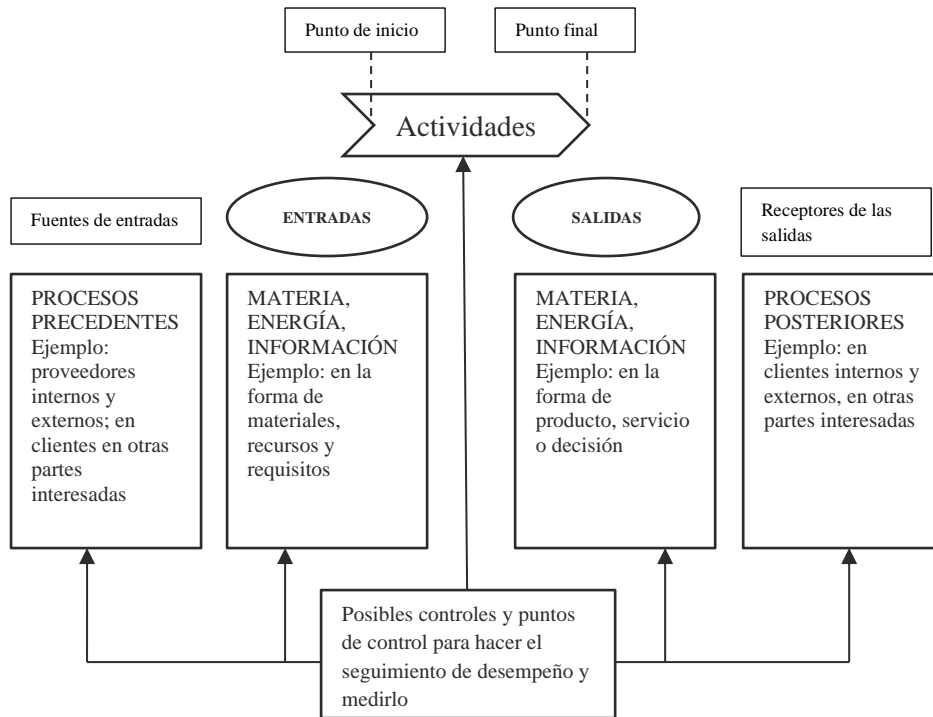 Punto de inicio
Punto final
Actividades
Fuentes de entradas
ENTRADAS
SALIDAS
Receptores de las
salidas
PROCESOS
PRECEDENTES
Ejemplo:
proveedores
internos y
externos; en
clientes en otras
partes
interesadas
MATERIA,
ENERGÍA,
INFORMACIÓN
Ejemplo: en la
forma de
materiales,
recursos y
requisitos
MATERIA,
ENERGÍA,
INFORMACIÓN
Ejemplo: en la
forma de
producto, servicio
o decisión
PROCESOS
POSTERIORES
Ejemplo: en
clientes internos y
externos, en otras
partes interesadas
Posibles controles y puntos
de control para hacer el
seguimiento de desempeño y
medirlo